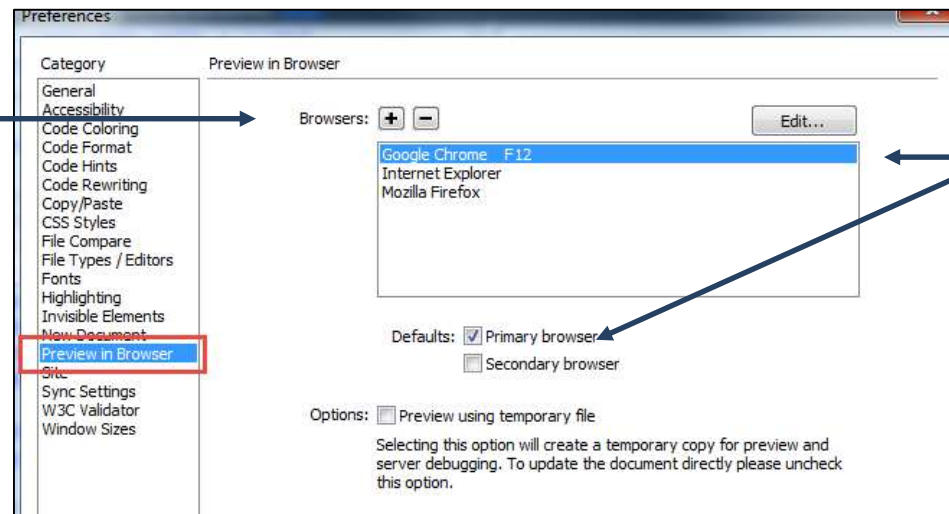 Preferences
Category
Preview in Browser
General
Accessibility
Code Coloring
Code Format
Code Hints
Code Rewriting
Copy/Paste
CSS Styles
File Compare
File Types / Editors
Fonts
Highlighting
Invisible Elements
New Document
Preview in Browser
Site
Sync Settings
W3C Validator
Window Sizes
Browsers: + −
Edit...
Google Chrome F12
Internet Explorer
Mozilla Firefox
Defaults: Primary browser
Secondary browser
Options: Preview using temporary file
Selecting this option will create a temporary copy for preview and
server debugging. To update the document directly please uncheck
this option.